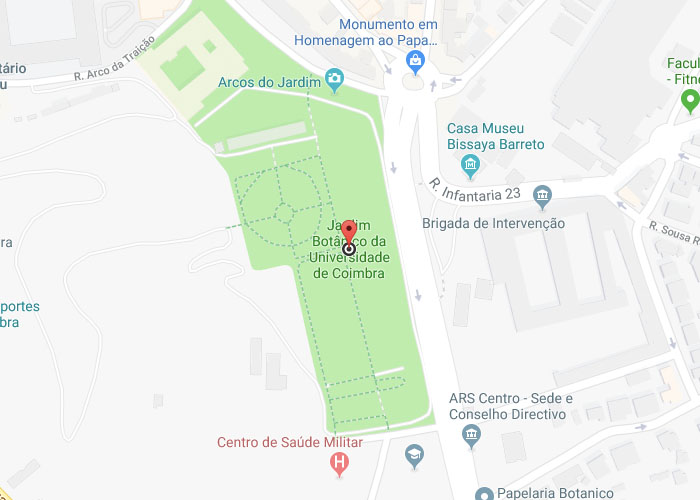 Monumento em
Homenagem ao Papa...
R. Arco da Traição
tário
u
Arcos do Jardim
Facul
- Fitne
Casa Museu
Bissaya Barreto
R. Infantaria 23
Brigada de Intervenção
R. Sousa R
ra
Jardim
Botânico da
Universidade
de Coimbra
portes
bra
ARS Centro - Sede e
Conselho Directivo
Centro de Saúde Militar
H
Papelaria Botanico